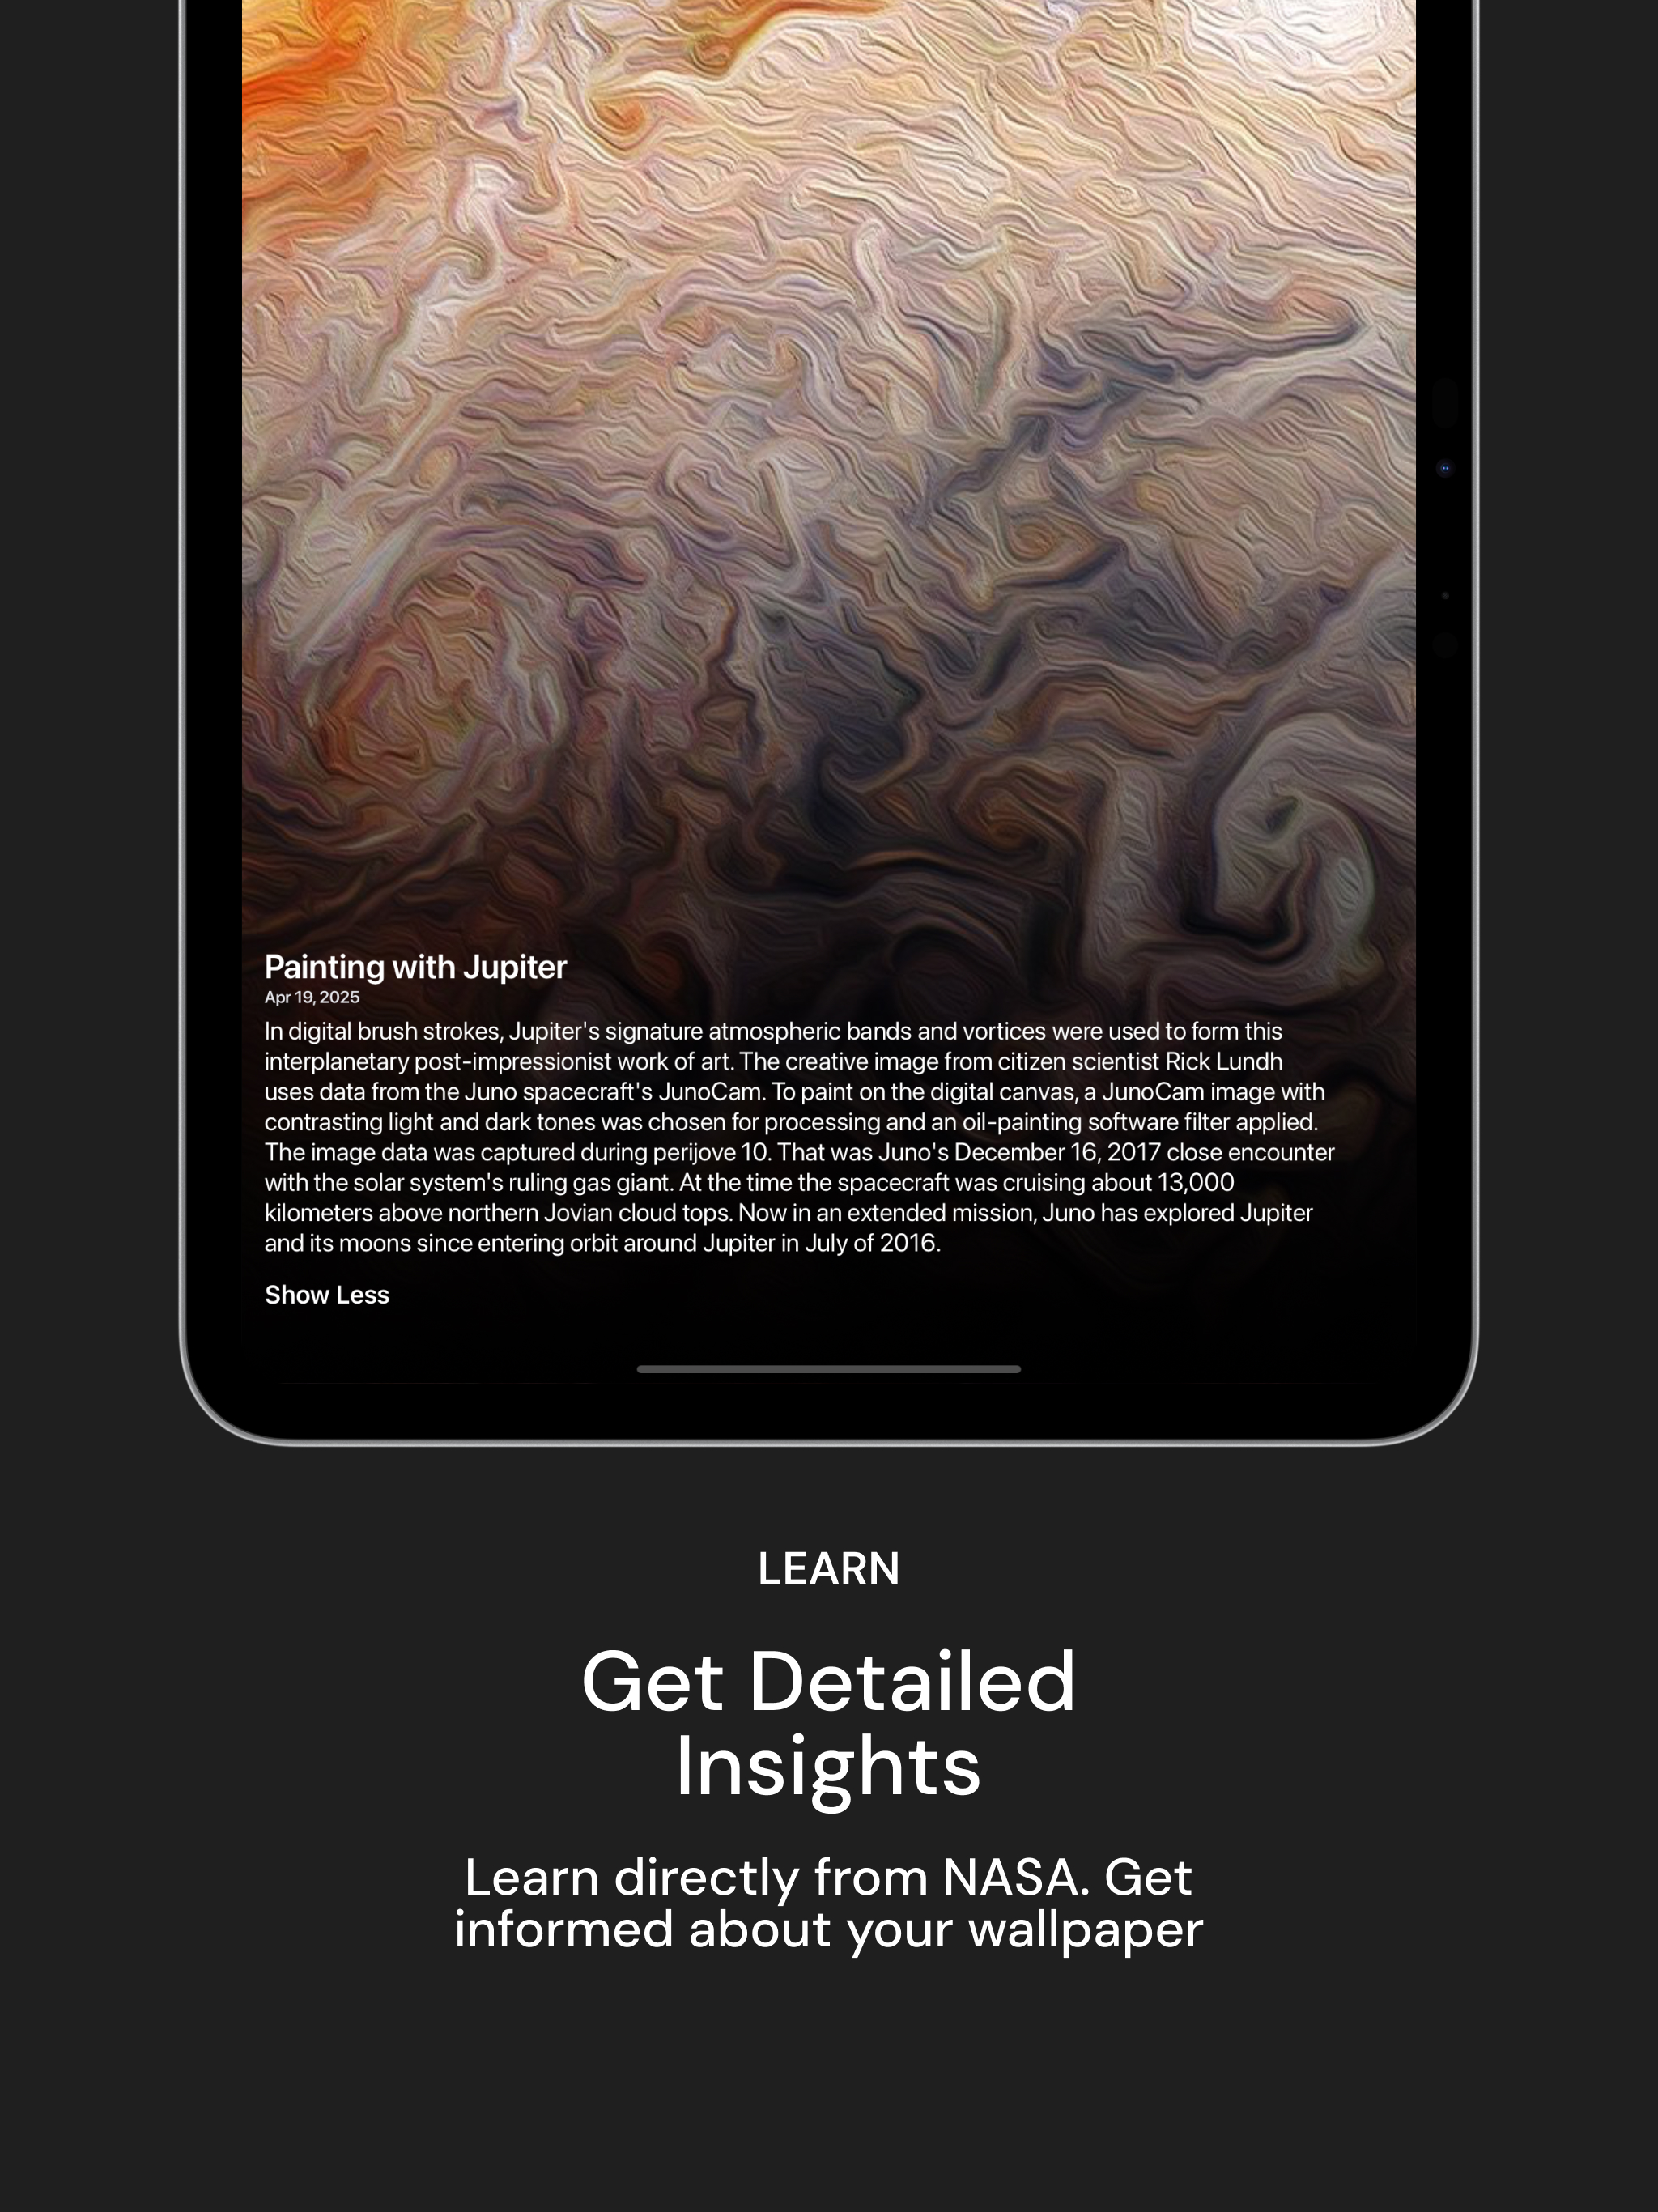 Painting with Jupiter
Apr 19, 2025
In digital brush strokes, Jupiter's signature atmospheric bands and vortices were used to form this
interplanetary post-impressionist work of art. The creative image from citizen scientist Rick Lundh
uses data from the Juno spacecraft's JunoCam. To paint on the digital canvas, a JunoCam image with
contrasting light and dark tones was chosen for processing and an oil-painting software filter applied.
The image data was captured during perijove 10. That was Juno's December 16, 2017 close encounter
with the solar system's ruling gas giant. At the time the spacecraft was cruising about 13,000
kilometers above northern Jovian cloud tops. Now in an extended mission, Juno has explored Jupiter
and its moons since entering orbit around Jupiter in July of 2016.
Show Less
LEARN
Get Detailed
Insights
Learn directly from NASA. Get
informed about your wallpaper